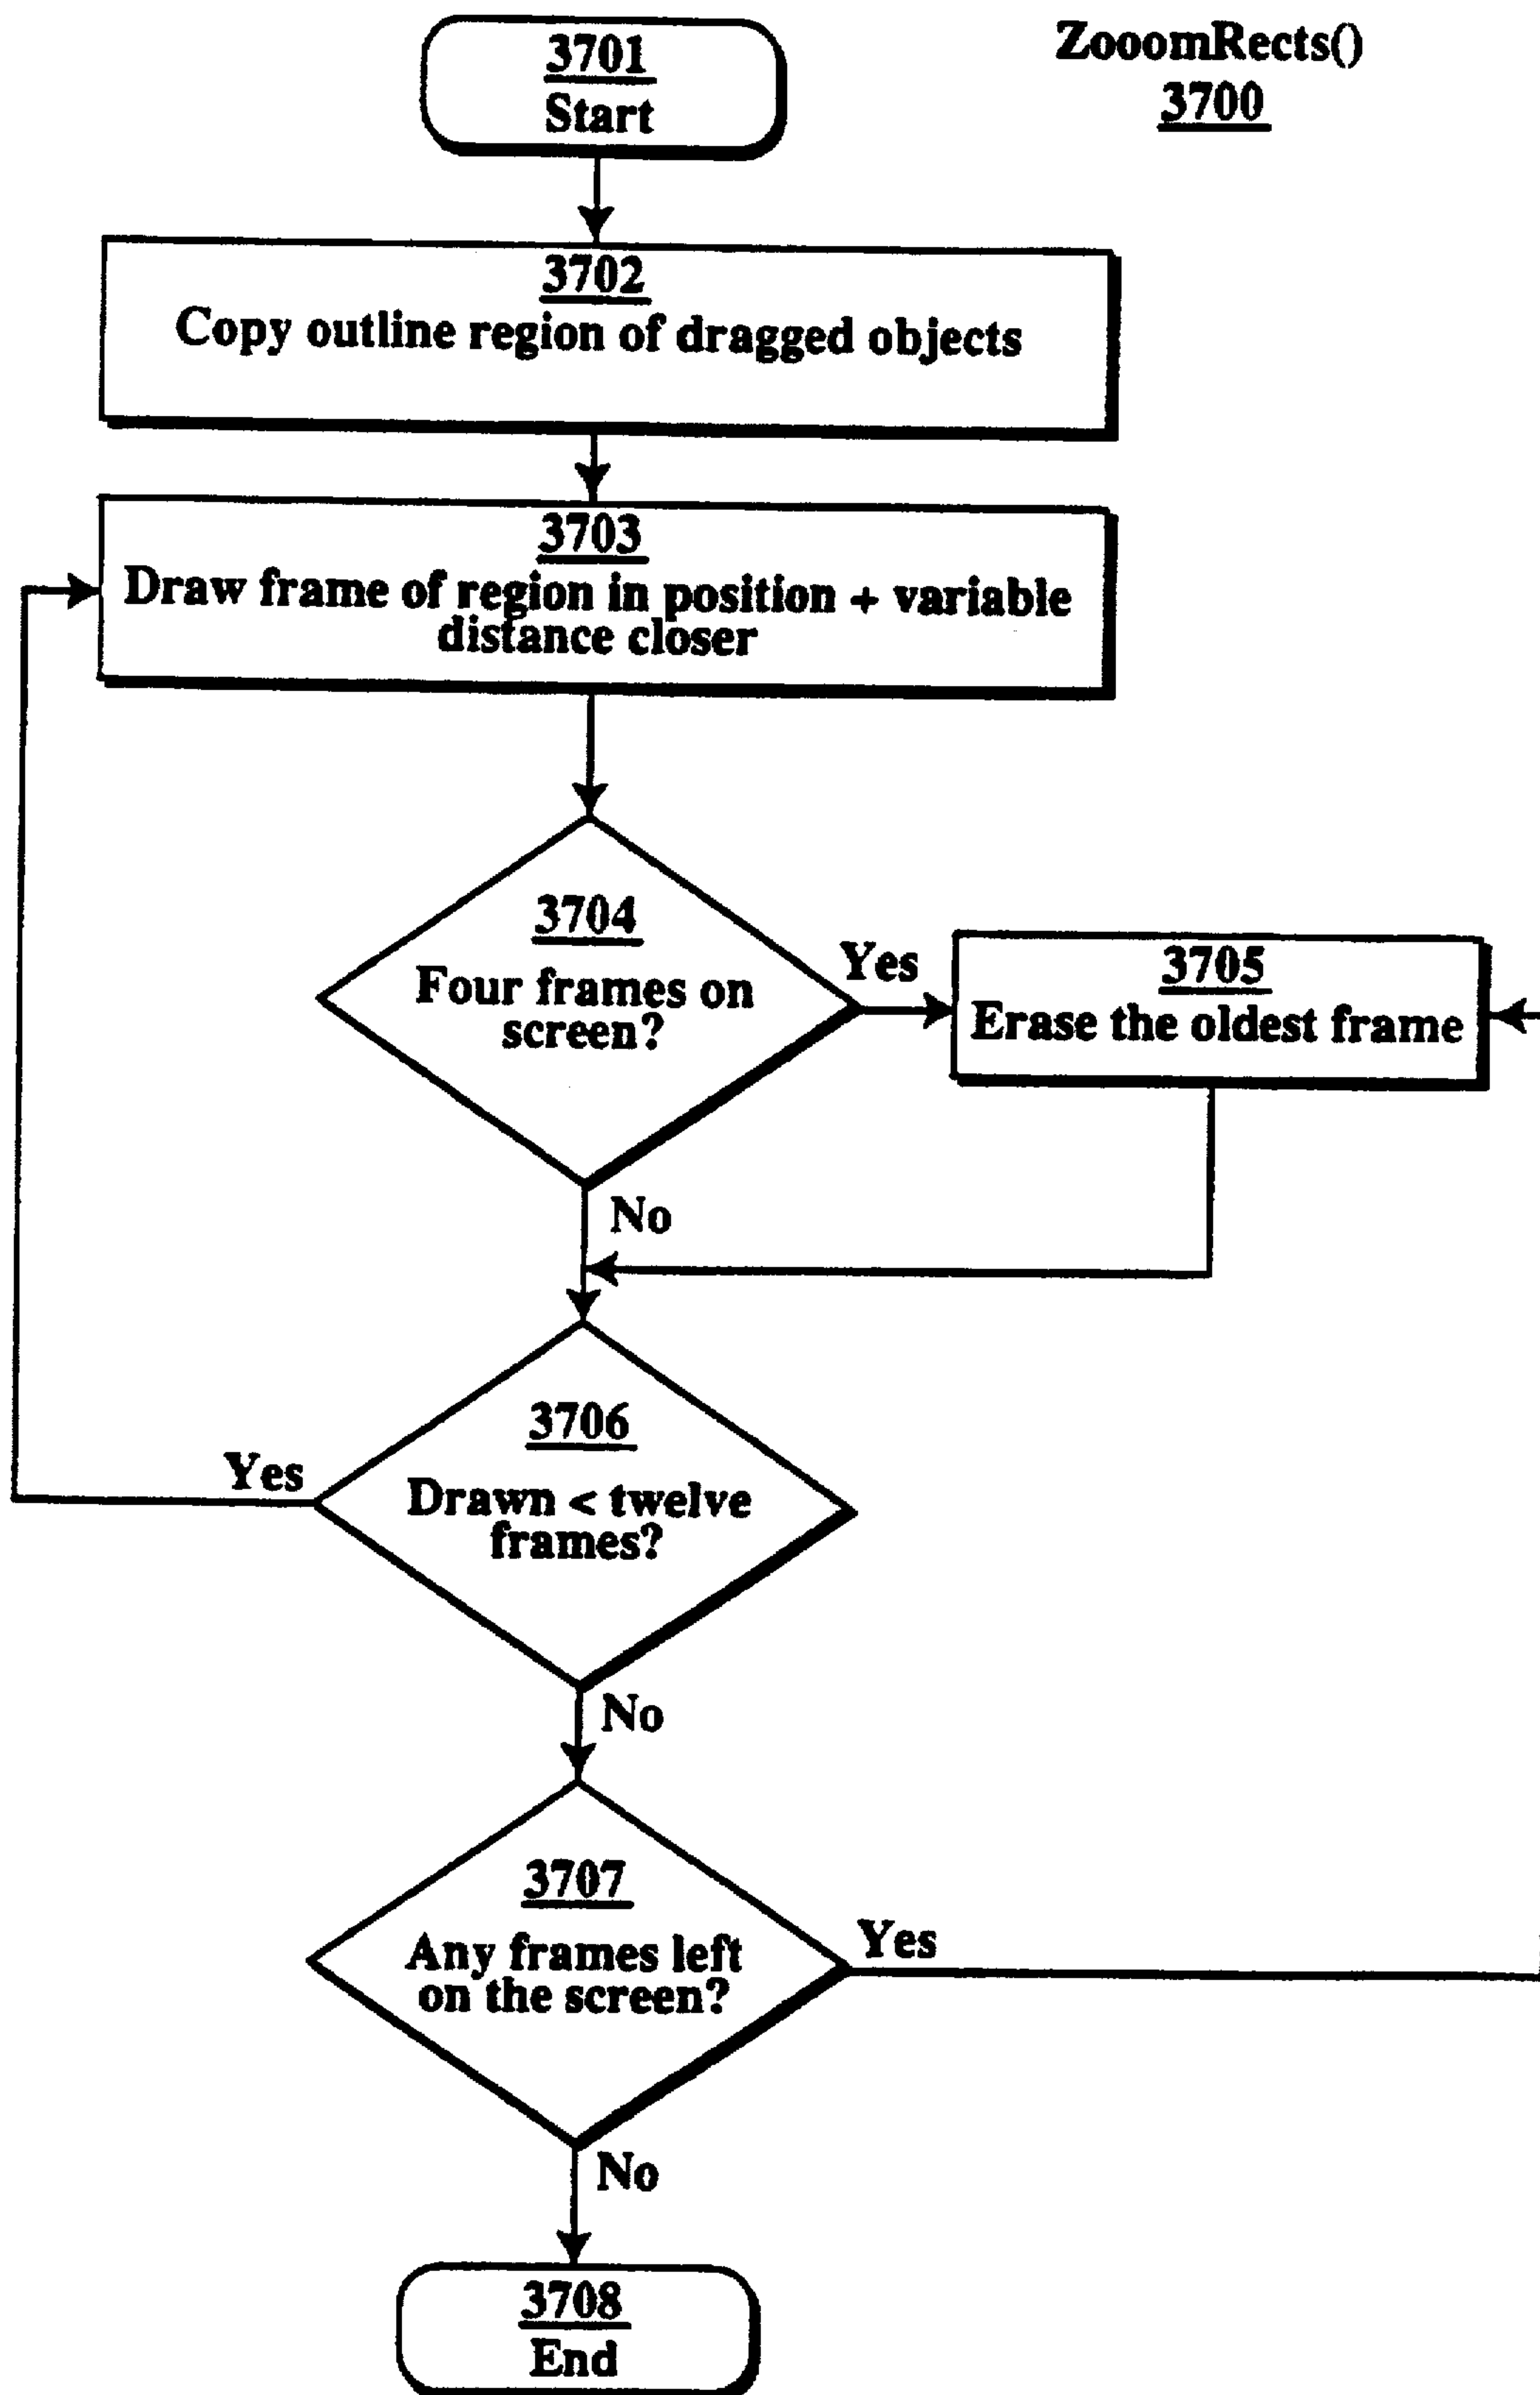 ZooomRects()
3700
3701
Start
3702
Copy outline region of dragged objects
3703
Draw frame of region in position + variable
distance closer
3704
Four frames on
screen?
Yes
3705
Erase the oldest frame
No
3706
Drawn < twelve
frames?
Yes
No
3707
Any frames left
on the screen?
Yes
No
3708
End